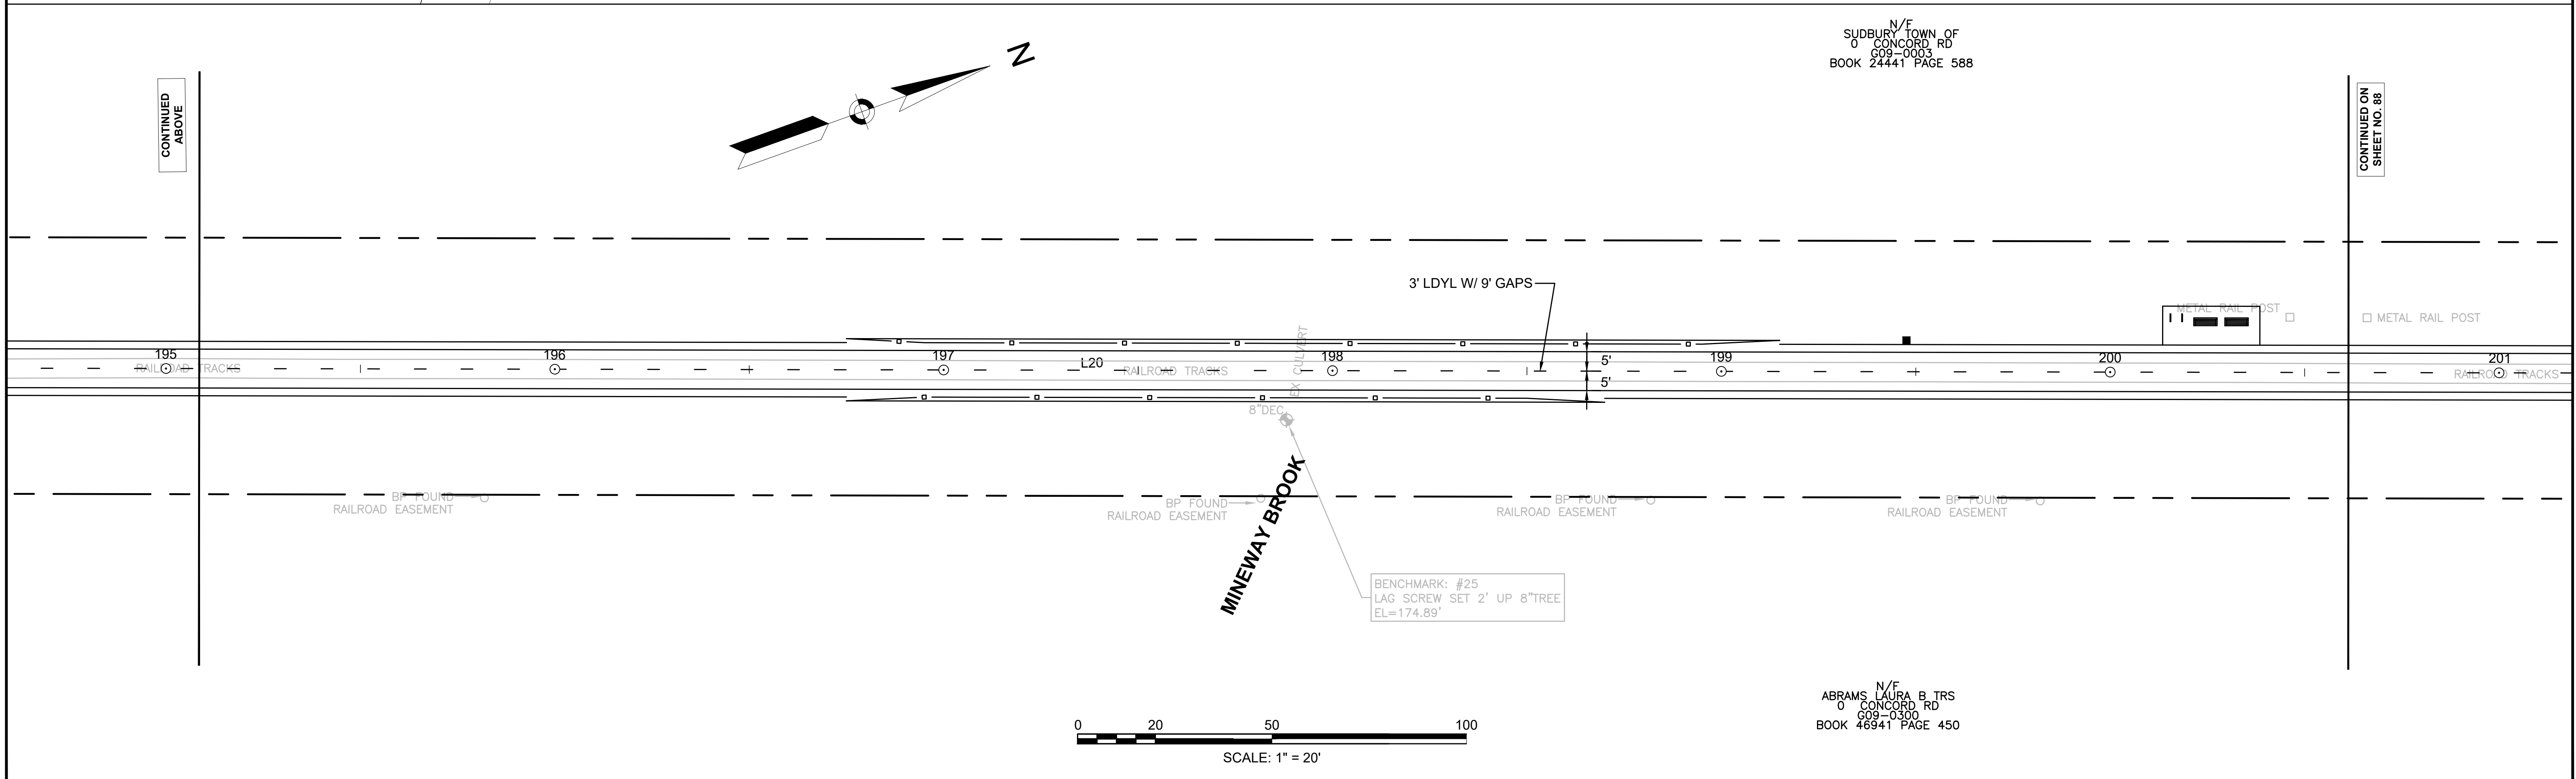 N/F
SUDBURY TOWN OF
0 CONCORD RD
G09-0003
BOOK 24441 PAGE 588
N
CONTINUED
ABOVE
CONTINUED ON
SHEET NO. 88
3' LDYL W/ 9' GAPS
METAL RAIL POST
METAL RAIL POST
EX CULVERT
195
196
197
L20
198
199
200
201
RAILROAD TRACKS
RAILROAD TRACKS
RAILROAD TRACKS
5'
5'
8"DEC
BP FOUND
RAILROAD EASEMENT
BP FOUND
RAILROAD EASEMENT
BP FOUND
RAILROAD EASEMENT
BP FOUND
RAILROAD EASEMENT
MINEWAY BROOK
BENCHMARK: #25
LAG SCREW SET 2' UP 8"TREE
EL=174.89'
N/F
ABRAMS LAURA B TRS
0 CONCORD RD
G09-0300
BOOK 46941 PAGE 450
0 20 50 100
SCALE: 1" = 20'